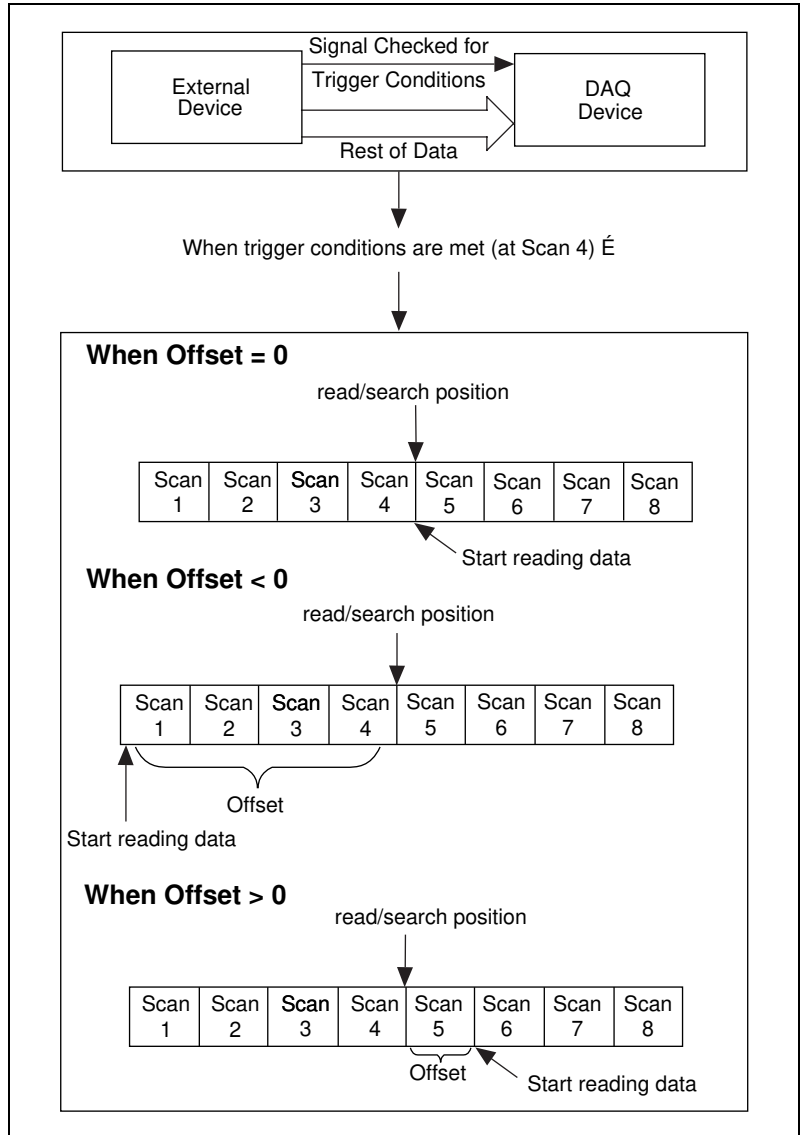 Signal Checked for
Trigger Conditions
External
Device
DAQ
Device
Rest of Data
When trigger conditions are met (at Scan 4) É
When Offset = 0
read/search position
Scan Scan Scan Scan Scan Scan Scan Scan
1 2 3 4 5 6 7 8
Start reading data
When Offset < 0
read/search position
Scan Scan Scan Scan Scan Scan Scan Scan
1 2 3 4 5 6 7 8
Offset
Start reading data
When Offset > 0
read/search position
Scan Scan Scan Scan Scan Scan Scan Scan
1 2 3 4 5 6 7 8
Offset
Start reading data